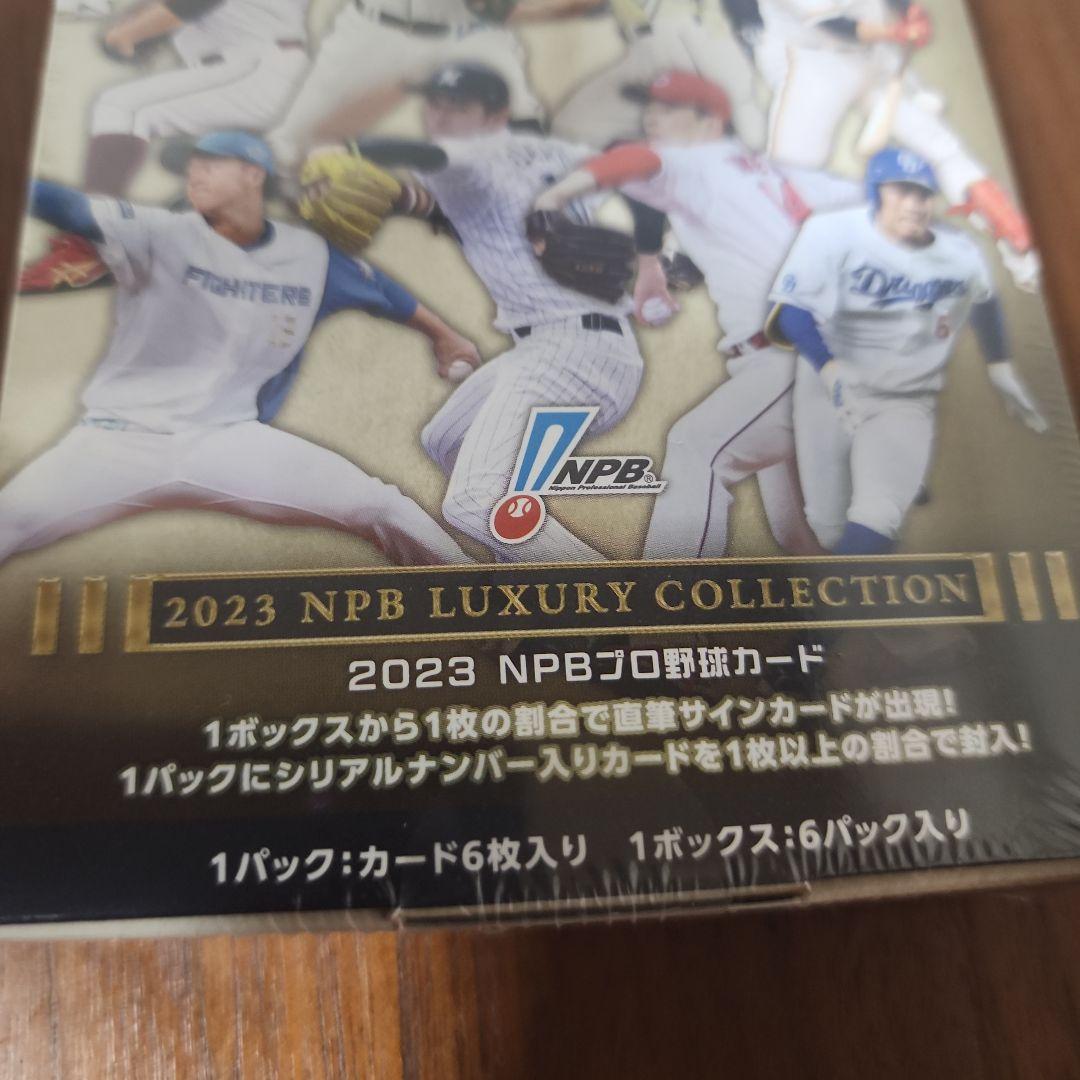 FIGHTERS
Dragons
6
NPB®
Nippon Professional Baseball
2023 NPB LUXURY COLLECTION
2023 NPBプロ野球カード
1ボックスから1枚の割合で直筆サインカードが出現!
1パックにシリアルナンバー入りカードを1枚以上の割合で封入!
1パック:カード6枚入り 1ボックス:6パック入り